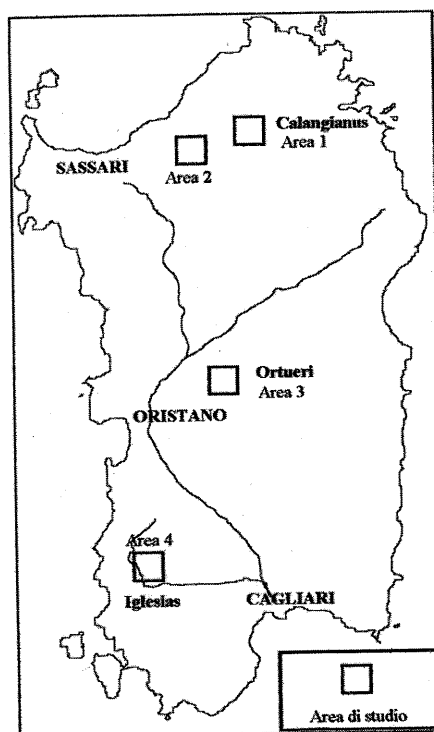 Calangianus
Area 1
SASSARI
Area 2
Ortueri
Area 3
ORISTANO
Area 4
Iglesias
CAGLIARI
Area di studio